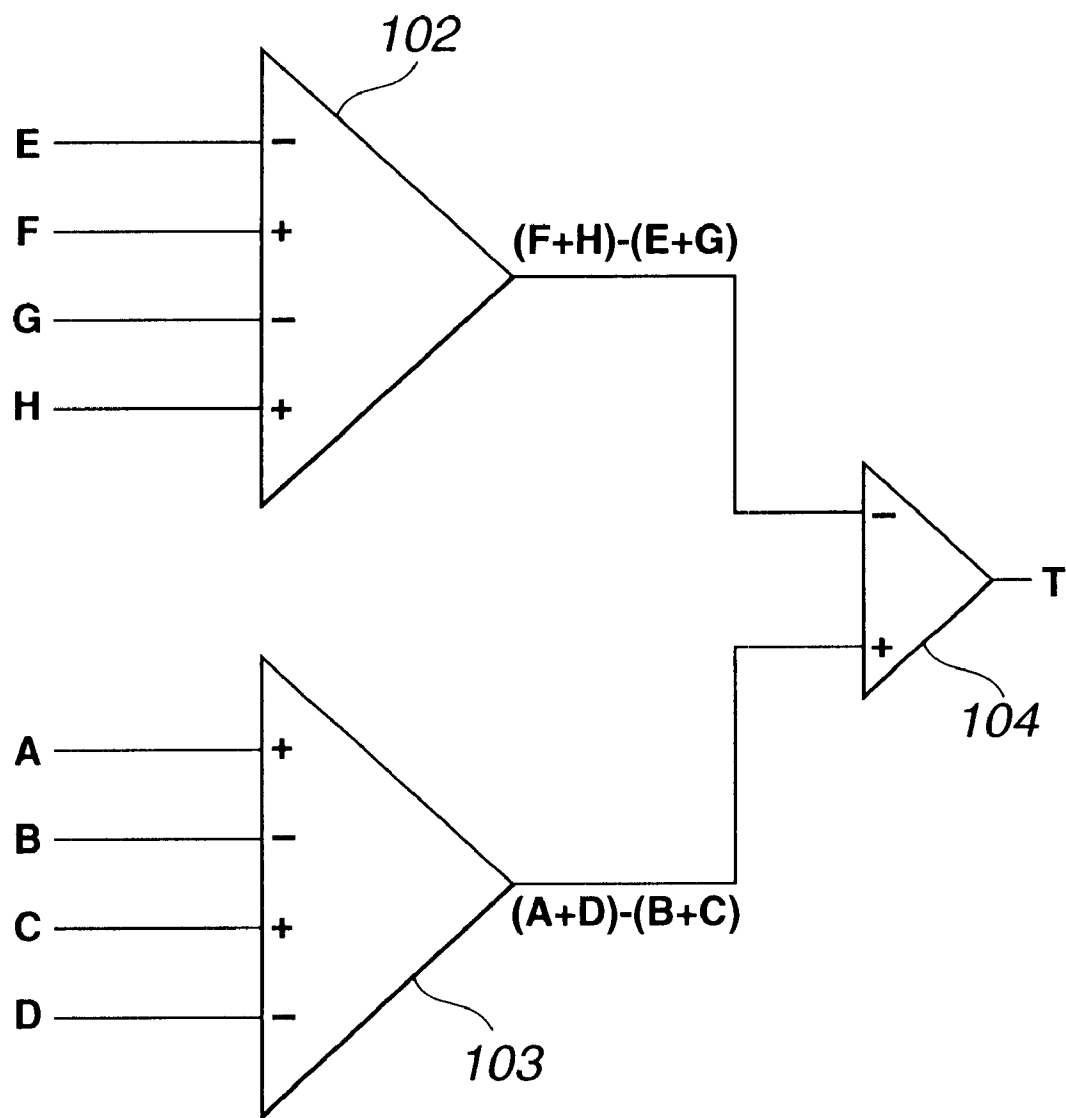 102
E −
F +
(F+H)-(E+G)
G −
H +
−
T
+
104
A +
B −
(A+D)-(B+C)
C +
D −
103